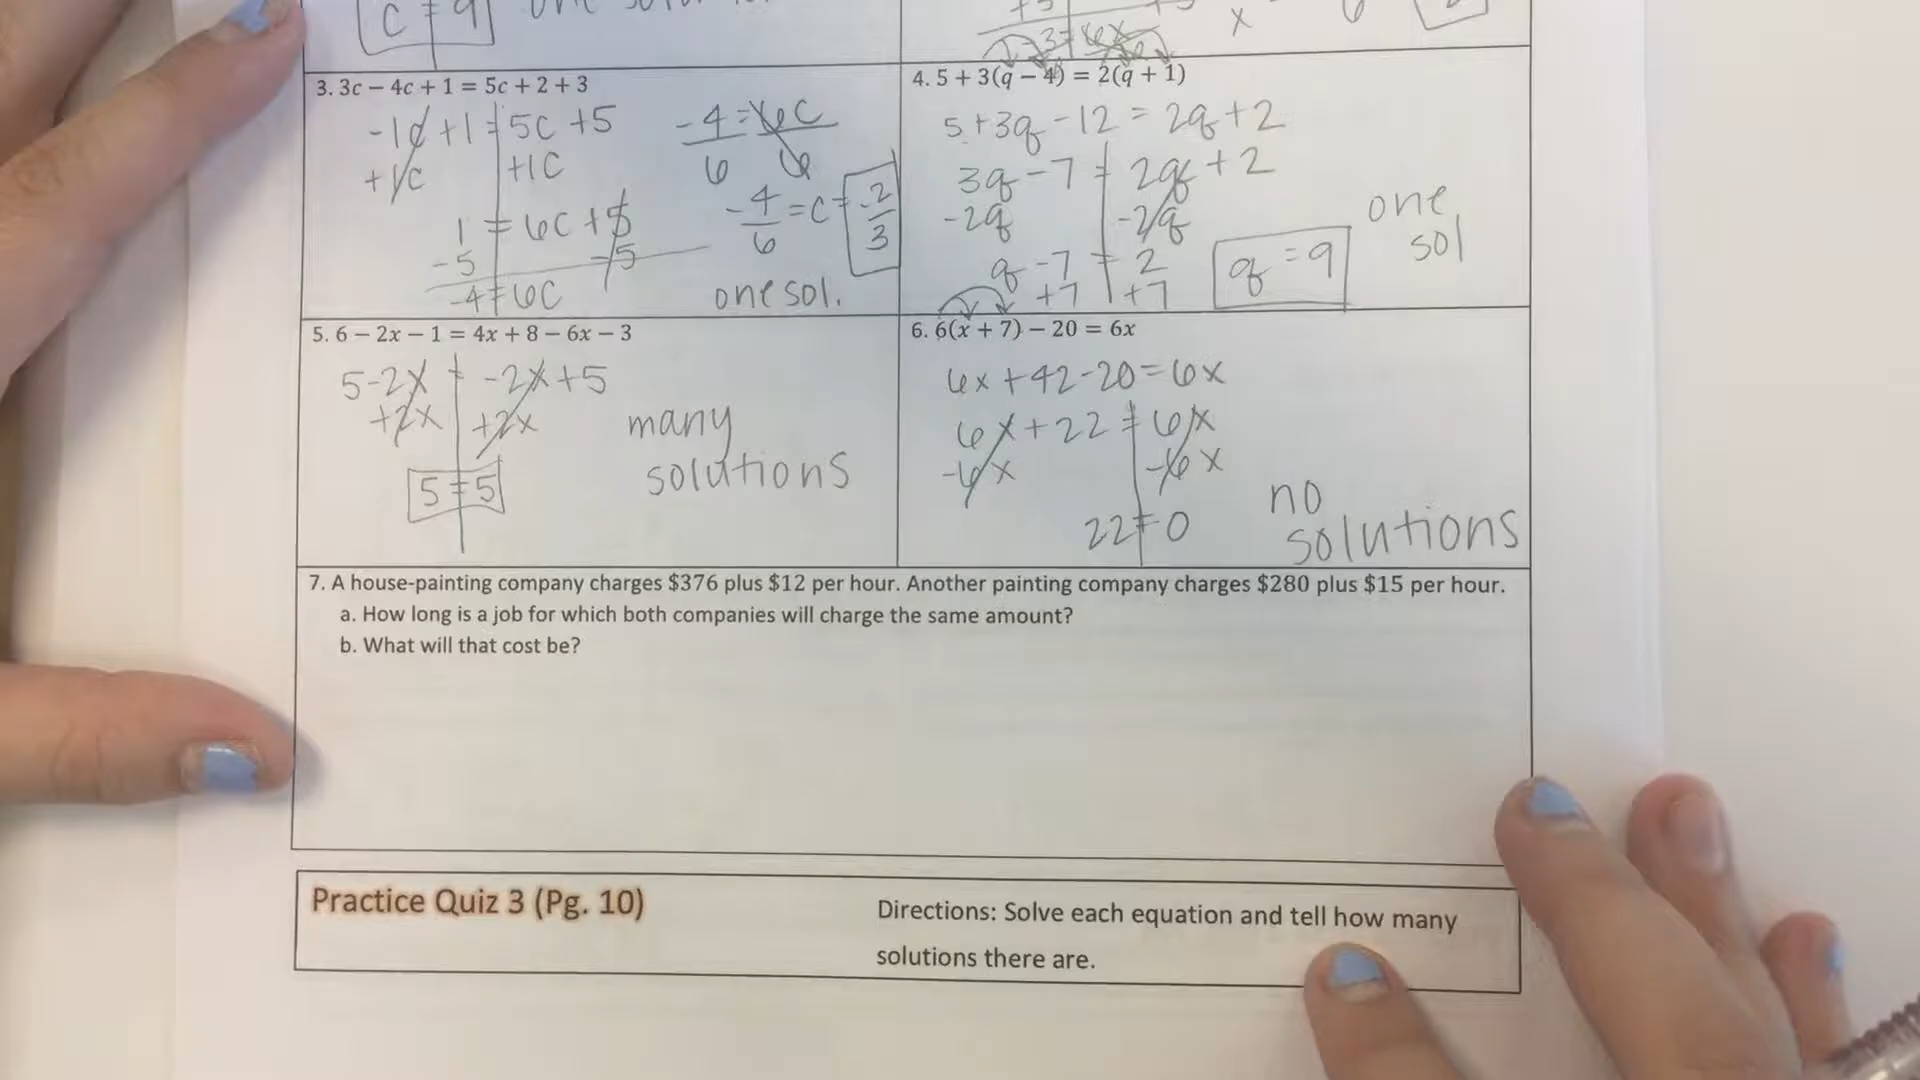 c = 9
3. 3c − 4c + 1 = 5c + 2 + 3
-1c +1 = 5c +5
+1c +1c
1 = 6c + 5
-5 -5
-4 = 6c
-4 = 6c
6 6
-4/6 = c = -2/3
one sol.
4. 5 + 3(q − 4) = 2(q + 1)
5 + 3q - 12 = 2q + 2
3q - 7 = 2q + 2
-2q -2q
q - 7 = 2
+7 +7
q = 9
one
sol
5. 6 − 2x − 1 = 4x + 8 − 6x − 3
5-2x = -2x+5
+2x +2x
5 = 5
many
solutions
6. 6(x + 7) − 20 = 6x
6x + 42 - 20 = 6x
6x + 22 = 6x
-6x -6x
22 = 0
no
solutions
7. A house-painting company charges $376 plus $12 per hour. Another painting company charges $280 plus $15 per hour.
a. How long is a job for which both companies will charge the same amount?
b. What will that cost be?
Practice Quiz 3 (Pg. 10)
Directions: Solve each equation and tell how many
solutions there are.